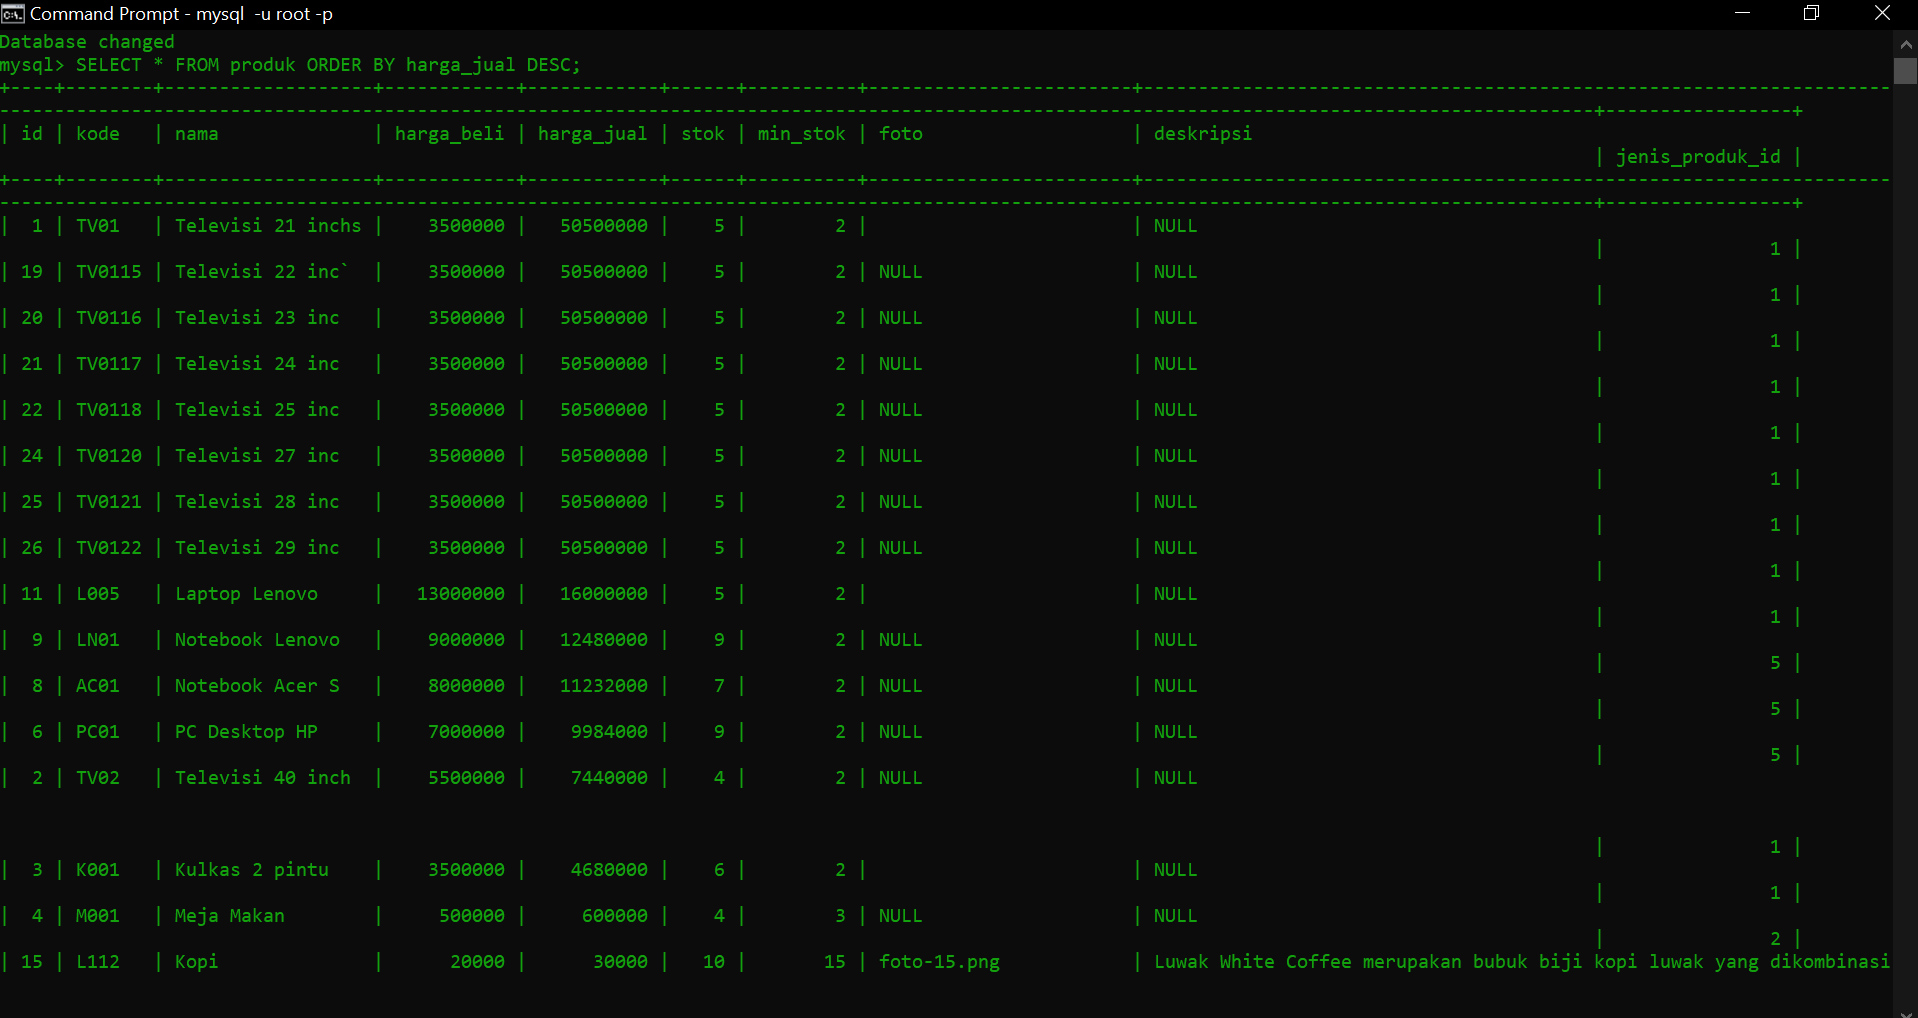 Command Prompt - mysql  -u root -p
Database changed
mysql> SELECT * FROM produk ORDER BY harga_jual DESC;
| id | kode   | nama              | harga_beli | harga_jual | stok | min_stok | foto                   | deskripsi
| jenis_produk_id |
|  1 | TV01   | Televisi 21 inchs |    3500000 |   50500000 |    5 |        2 |                        | NULL
|               1 |
| 19 | TV0115 | Televisi 22 inc`  |    3500000 |   50500000 |    5 |        2 | NULL                   | NULL
|               1 |
| 20 | TV0116 | Televisi 23 inc   |    3500000 |   50500000 |    5 |        2 | NULL                   | NULL
|               1 |
| 21 | TV0117 | Televisi 24 inc   |    3500000 |   50500000 |    5 |        2 | NULL                   | NULL
|               1 |
| 22 | TV0118 | Televisi 25 inc   |    3500000 |   50500000 |    5 |        2 | NULL                   | NULL
|               1 |
| 24 | TV0120 | Televisi 27 inc   |    3500000 |   50500000 |    5 |        2 | NULL                   | NULL
|               1 |
| 25 | TV0121 | Televisi 28 inc   |    3500000 |   50500000 |    5 |        2 | NULL                   | NULL
|               1 |
| 26 | TV0122 | Televisi 29 inc   |    3500000 |   50500000 |    5 |        2 | NULL                   | NULL
|               1 |
| 11 | L005   | Laptop Lenovo     |   13000000 |   16000000 |    5 |        2 |                        | NULL
|               1 |
|  9 | LN01   | Notebook Lenovo   |    9000000 |   12480000 |    9 |        2 | NULL                   | NULL
|               5 |
|  8 | AC01   | Notebook Acer S   |    8000000 |   11232000 |    7 |        2 | NULL                   | NULL
|               5 |
|  6 | PC01   | PC Desktop HP     |    7000000 |    9984000 |    9 |        2 | NULL                   | NULL
|               5 |
|  2 | TV02   | Televisi 40 inch  |    5500000 |    7440000 |    4 |        2 | NULL                   | NULL
|               1 |
|  3 | K001   | Kulkas 2 pintu    |    3500000 |    4680000 |    6 |        2 |                        | NULL
|               1 |
|  4 | M001   | Meja Makan        |     500000 |     600000 |    4 |        3 | NULL                   | NULL
|               2 |
| 15 | L112   | Kopi              |      20000 |      30000 |   10 |       15 | foto-15.png            | Luwak White Coffee merupakan bubuk biji kopi luwak yang dikombinasi